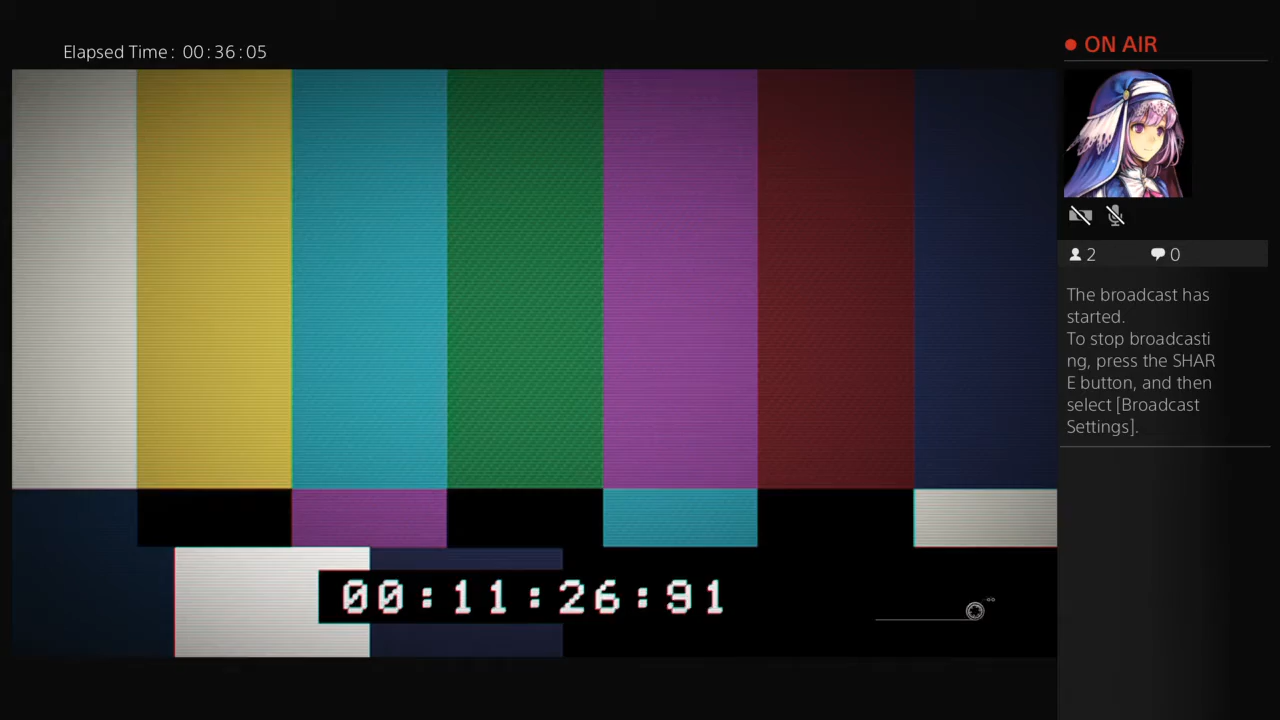 Elapsed Time: 00:36:05
ON AIR
2
0
The broadcast has
started.
To stop broadcasti
ng, press the SHAR
E button, and then
select [Broadcast
Settings].
00:11:26:91